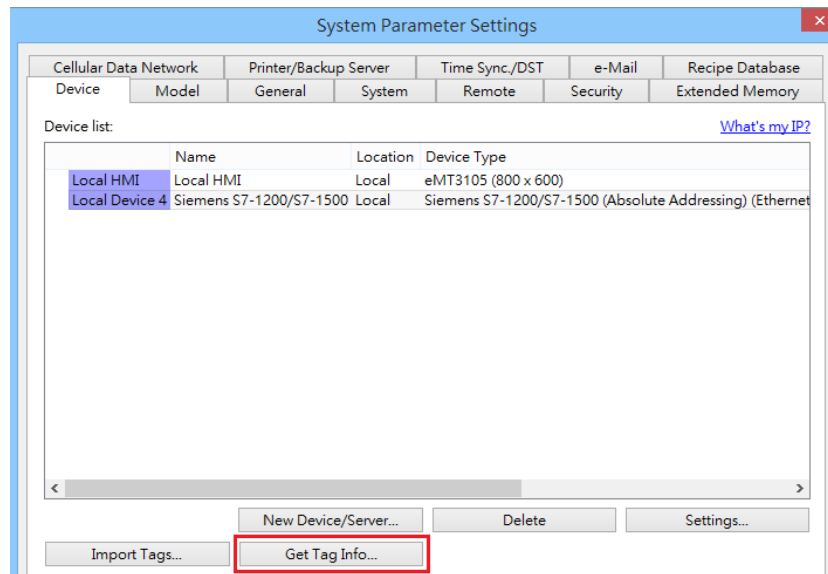 System Parameter Settings
Cellular Data Network Printer/Backup Server Time Sync./DST e-Mail Recipe Database
Device Model General System Remote Security Extended Memory
Device list: What's my IP?
Name Location Device Type
Local HMI Local HMI Local eMT3105 (800 x 600)
Local Device 4 Siemens S7-1200/S7-1500 Local Siemens S7-1200/S7-1500 (Absolute Addressing) (Ethernet
New Device/Server... Delete Settings...
Import Tags... Get Tag Info...